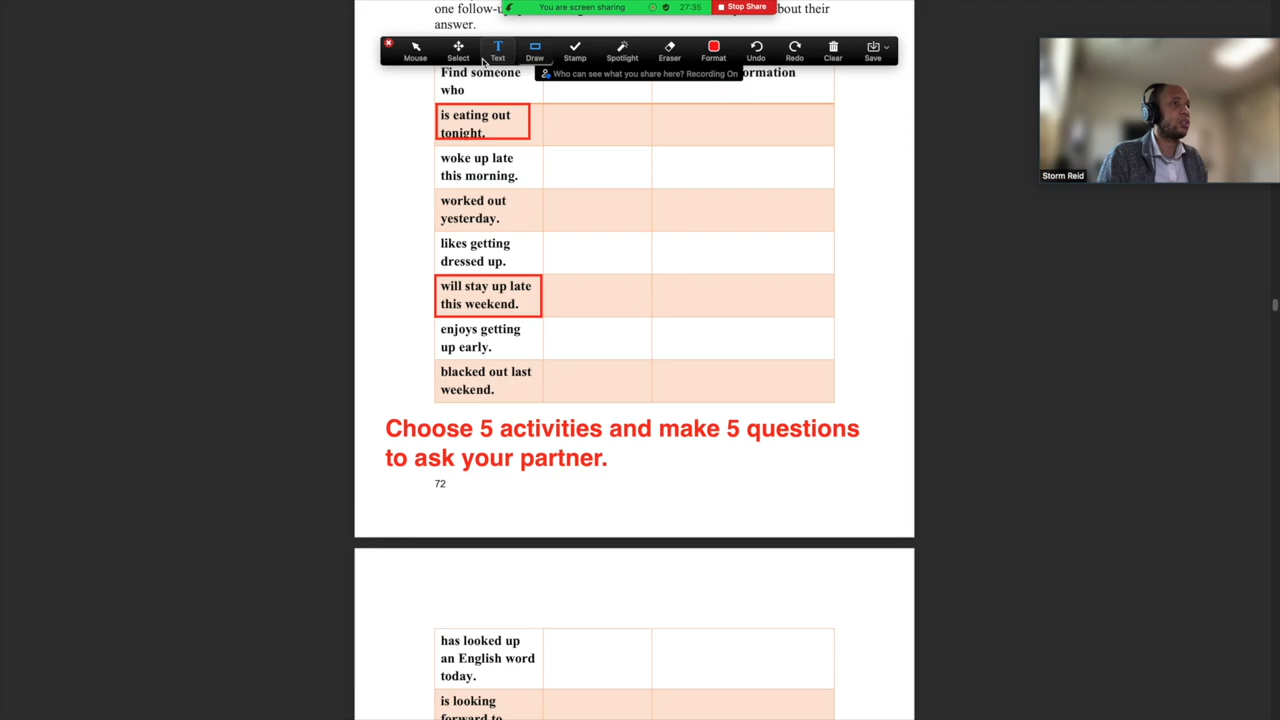 one follow-up
bout their
answer.
You are screen sharing
27:35
Stop Share
Mouse
Select
Text
Draw
Stamp
Spotlight
Eraser
Format
Undo
Redo
Clear
Save
Who can see what you share here? Recording On
Find someone
who
is eating out
tonight.
woke up late
this morning.
worked out
yesterday.
likes getting
dressed up.
will stay up late
this weekend.
enjoys getting
up early.
blacked out last
weekend.
Choose 5 activities and make 5 questions
to ask your partner.
72
has looked up
an English word
today.
is looking
forward to
Storm Reid